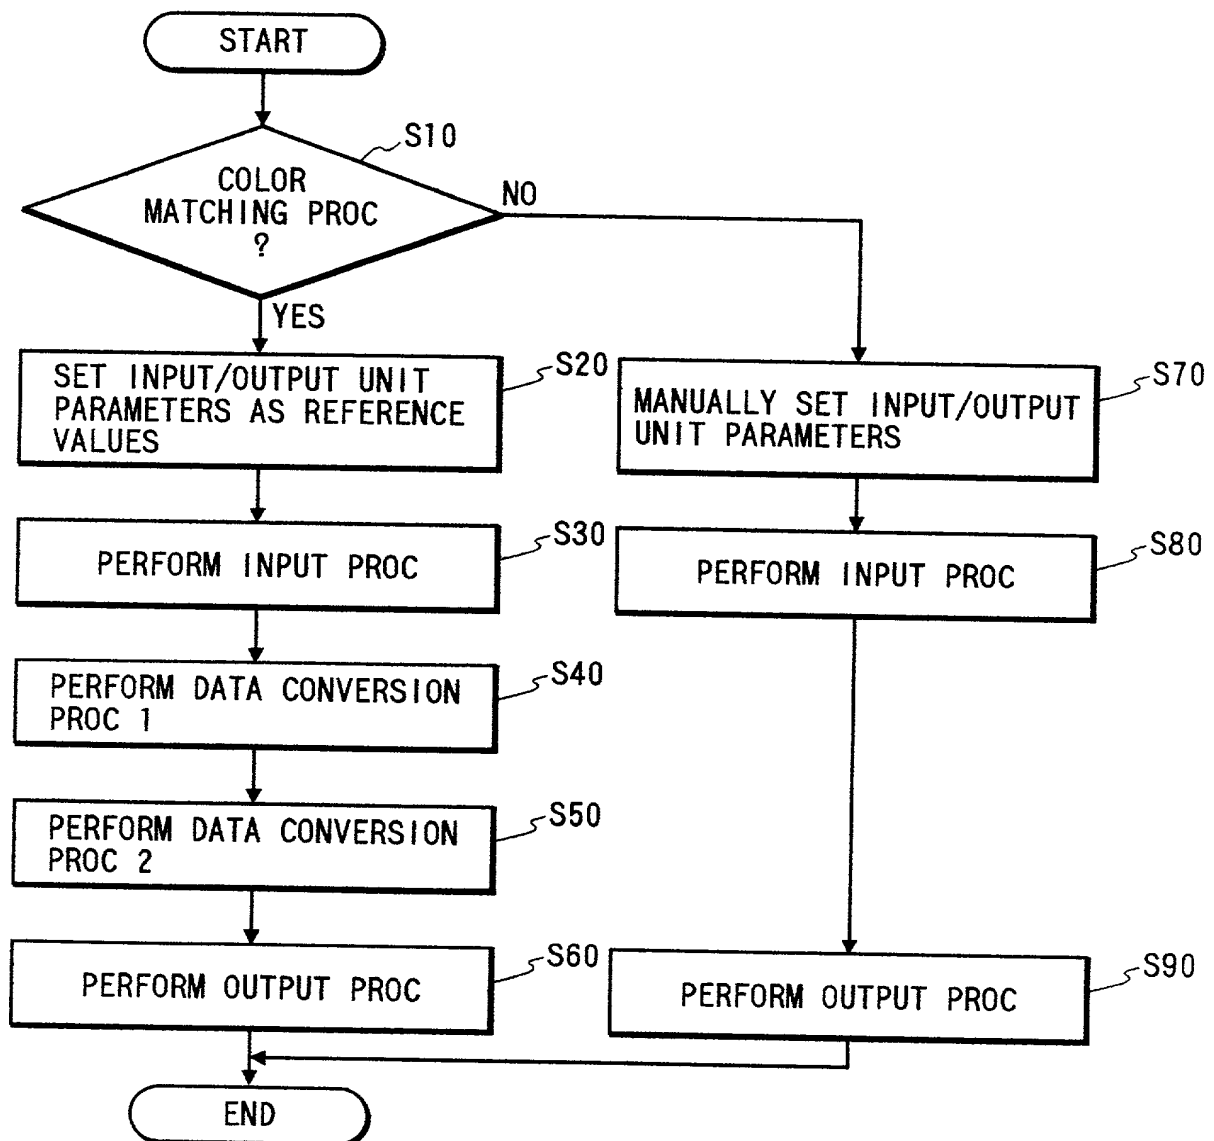 START
S10
COLOR
MATCHING PROC
?
NO
YES
S20
SET INPUT/OUTPUT UNIT
PARAMETERS AS REFERENCE
VALUES
S70
MANUALLY SET INPUT/OUTPUT
UNIT PARAMETERS
S30
PERFORM INPUT PROC
S80
PERFORM INPUT PROC
S40
PERFORM DATA CONVERSION
PROC 1
S50
PERFORM DATA CONVERSION
PROC 2
S60
PERFORM OUTPUT PROC
S90
PERFORM OUTPUT PROC
END